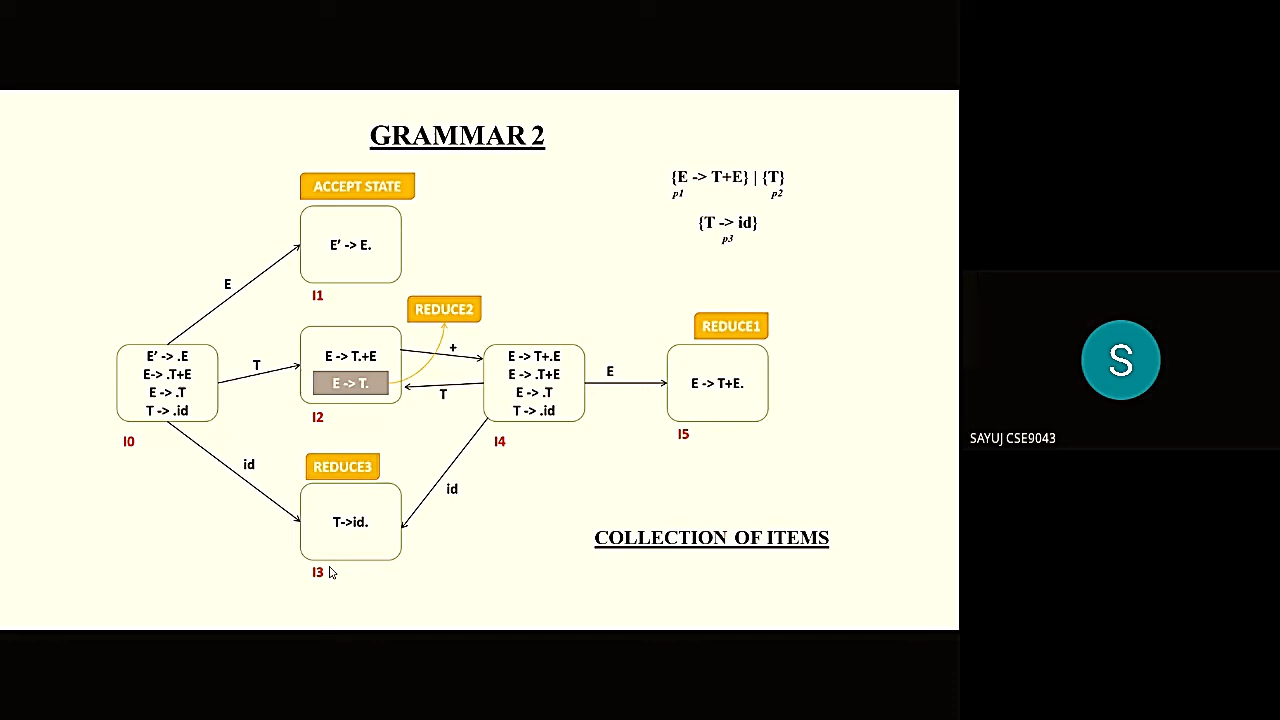 GRAMMAR 2
ACCEPT STATE
{E -> T+E} | {T}
p1 p2
{T -> id}
p3
E' -> E.
I1
E
REDUCE2
REDUCE1
E' -> .E
E-> .T+E
E -> .T
T -> .id
I0
T
E -> T.+E
E -> T.
I2
+
T
E -> T+.E
E -> .T+E
E -> .T
T -> .id
I4
E
E -> T+E.
I5
id
REDUCE3
T->id.
I3
id
COLLECTION OF ITEMS
S
SAYUJ CSE9043